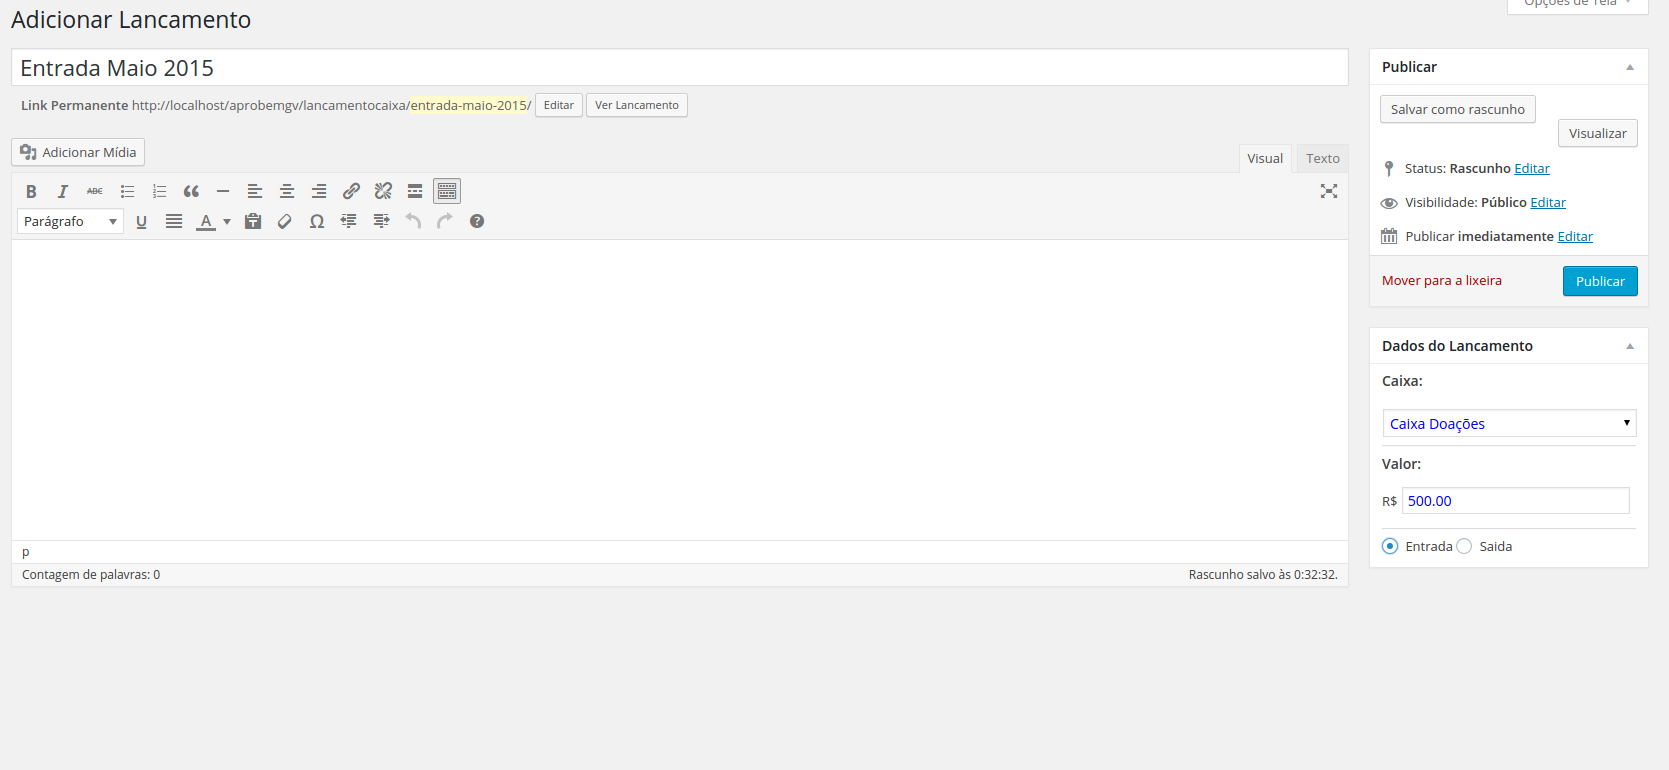 Adicionar Lancamento
Opções de Tela
Entrada Maio 2015
Link Permanente http://localhost/aprobemgv/lancamentocaixa/entrada-maio-2015/ Editar Ver Lancamento
Adicionar Mídia
Visual Texto
B I ABC
Parágrafo U A Ω
p
Contagem de palavras: 0
Rascunho salvo às 0:32:32.
Publicar
Salvar como rascunho
Visualizar
Status: Rascunho Editar
Visibilidade: Público Editar
Publicar imediatamente Editar
Mover para a lixeira Publicar
Dados do Lancamento
Caixa:
Caixa Doações
Valor:
R$ 500.00
Entrada Saida